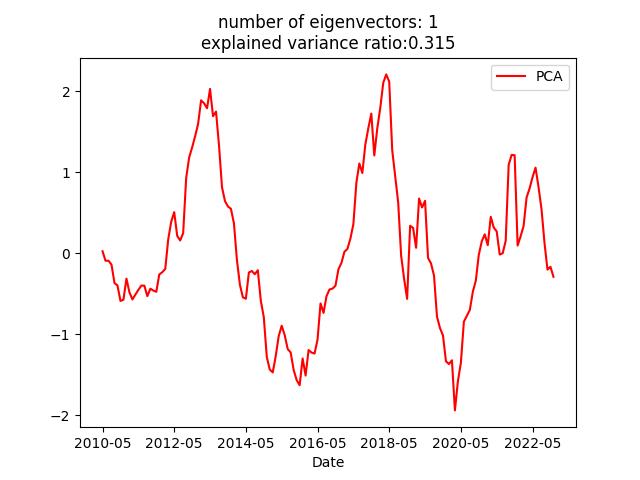 number of eigenvectors: 1
explained variance ratio:0.315
PCA
2
1
0
−1
−2
2010-05 2012-05 2014-05 2016-05 2018-05 2020-05 2022-05
Date